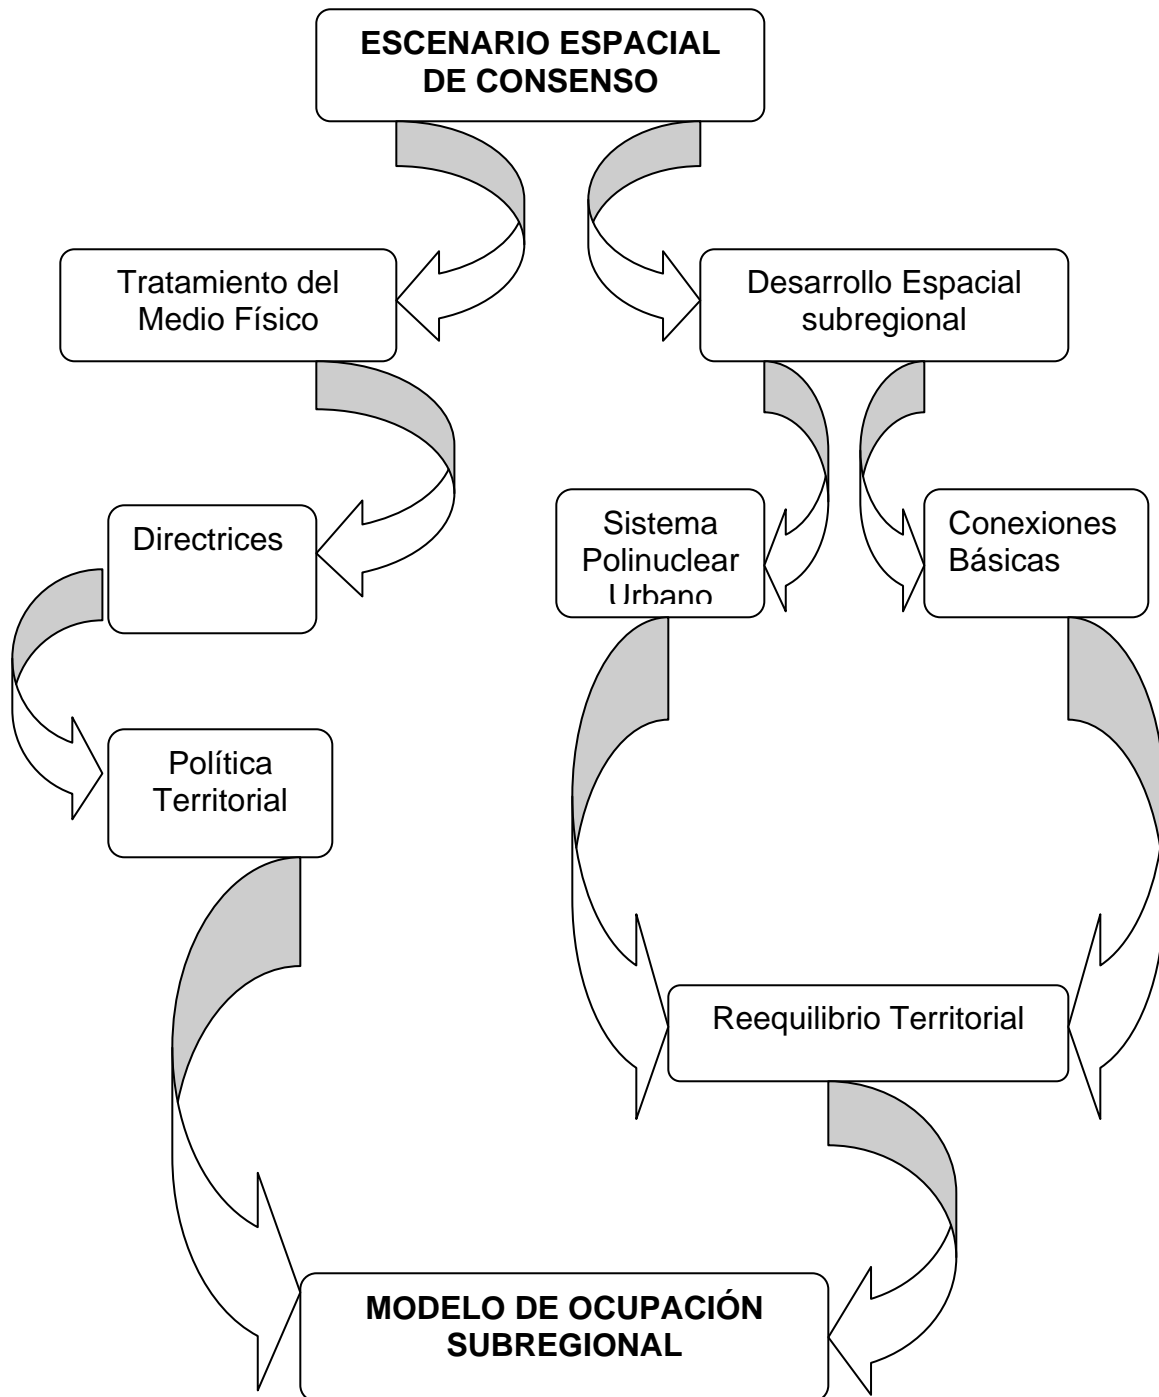 ESCENARIO ESPACIAL
DE CONSENSO
Tratamiento del
Medio Físico
Desarrollo Espacial
subregional
Directrices
Sistema
Polinuclear
Urbano
Conexiones
Básicas
Política
Territorial
Reequilibrio Territorial
MODELO DE OCUPACIÓN
SUBREGIONAL